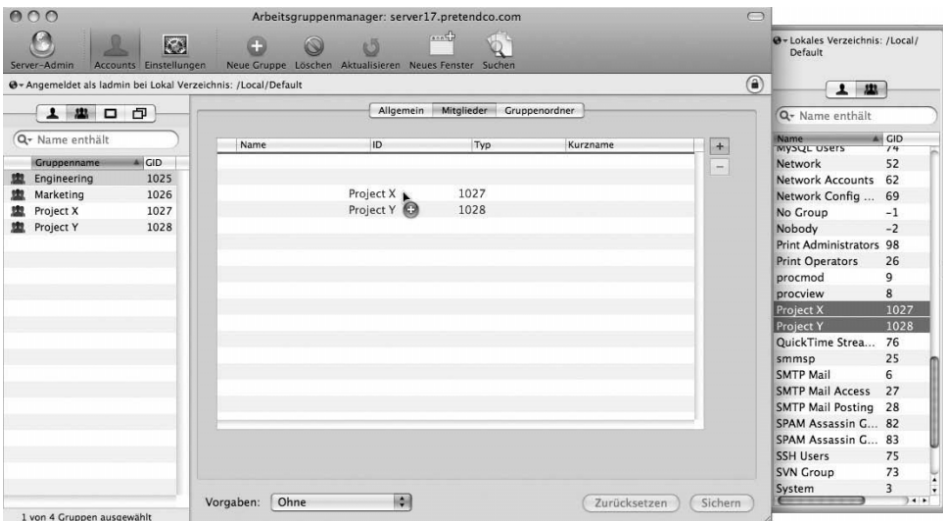 Arbeitsgruppenmanager: server17.pretendco.com
Server-Admin Accounts Einstellungen Neue Gruppe Löschen Aktualisieren Neues Fenster Suchen
Angemeldet als ladmin bei Lokal Verzeichnis: /Local/Default
Name enthält
Gruppenname GID
Engineering 1025
Marketing 1026
Project X 1027
Project Y 1028
1 von 4 Gruppen ausgewählt
Allgemein Mitglieder Gruppenordner
Name ID Typ Kurzname
Project X 1027
Project Y 1028
Vorgaben: Ohne Zurücksetzen Sichern
Lokales Verzeichnis: /Local/
Default
Name enthält
Name GID
MySQL Users 74
Network 52
Network Accounts 62
Network Config ... 69
No Group -1
Nobody -2
Print Administrators 98
Print Operators 26
procmod 9
procview 8
Project X 1027
Project Y 1028
QuickTime Strea... 76
smmsp 25
SMTP Mail 6
SMTP Mail Access 27
SMTP Mail Posting 28
SPAM Assassin G... 82
SPAM Assassin G... 83
SSH Users 75
SVN Group 73
System 3